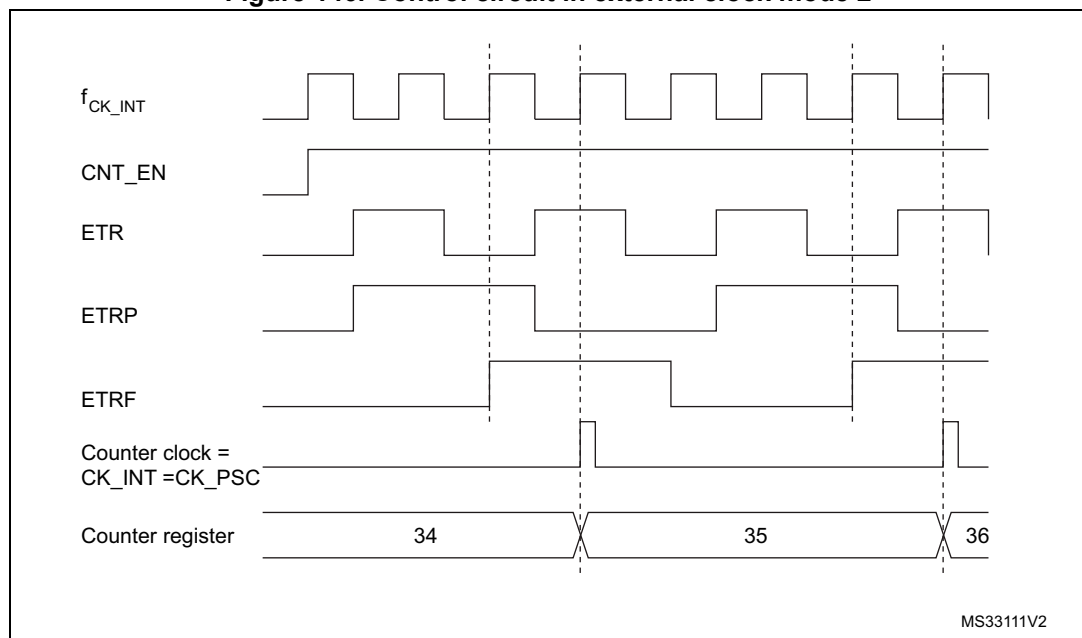 f_CK_INT
CNT_EN
ETR
ETRP
ETRF
Counter clock =
CK_INT =CK_PSC
Counter register
34
35
36
MS33111V2